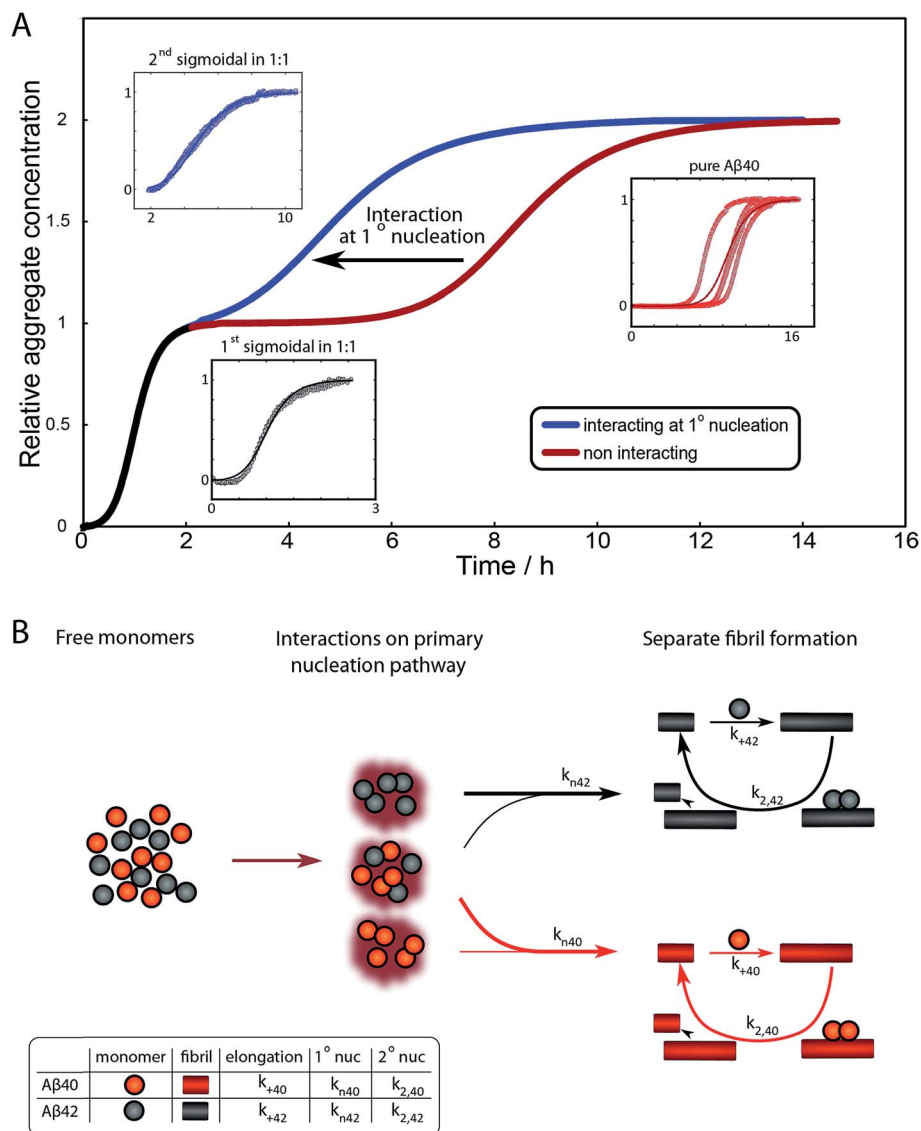 A
2nd sigmoidal in 1:1
1
0
2
10
Relative aggregate concentration
2
1.5
1
0.5
0
Interaction
at 1° nucleation
pure Aβ40
1
0
0
16
1st sigmoidal in 1:1
1
0
0
3
interacting at 1° nucleation
non interacting
0
2
4
6
8
10
12
14
16
Time / h
B
Free monomers
Interactions on primary
nucleation pathway
Separate fibril formation
k+42
kn42
k2,42
kn40
k+40
k2,40
monomer fibril elongation 1° nuc 2° nuc
Aβ40 k+40 kn40 k2,40
Aβ42 k+42 kn42 k2,42